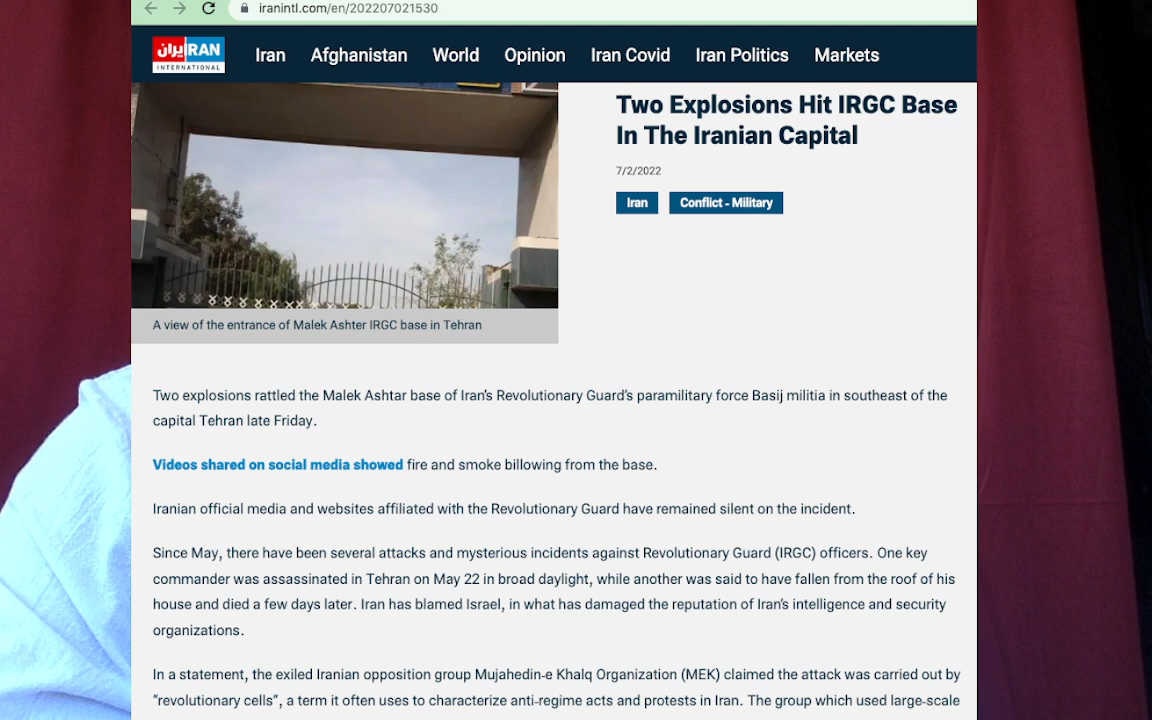 iranintl.com/en/202207021530
ایران IRAN
INTERNATIONAL
Iran Afghanistan World Opinion Iran Covid Iran Politics Markets
Two Explosions Hit IRGC Base
In The Iranian Capital
7/2/2022
Iran Conflict - Military
A view of the entrance of Malek Ashter IRGC base in Tehran
Two explosions rattled the Malek Ashtar base of Iran's Revolutionary Guard's paramilitary force Basij militia in southeast of the
capital Tehran late Friday.
Videos shared on social media showed fire and smoke billowing from the base.
Iranian official media and websites affiliated with the Revolutionary Guard have remained silent on the incident.
Since May, there have been several attacks and mysterious incidents against Revolutionary Guard (IRGC) officers. One key
commander was assassinated in Tehran on May 22 in broad daylight, while another was said to have fallen from the roof of his
house and died a few days later. Iran has blamed Israel, in what has damaged the reputation of Iran's intelligence and security
organizations.
In a statement, the exiled Iranian opposition group Mujahedin-e Khalq Organization (MEK) claimed the attack was carried out by
"revolutionary cells", a term it often uses to characterize anti-regime acts and protests in Iran. The group which used large-scale